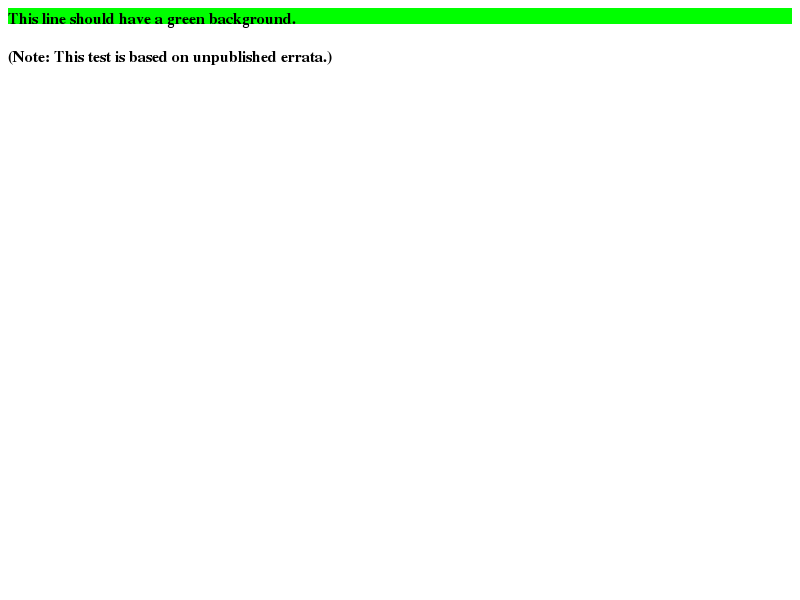 This line should have a green background.
(Note: This test is based on unpublished errata.)